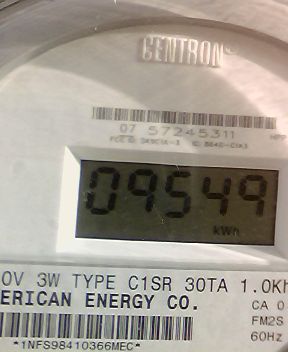 CENTRON®
07 57245311
09549
kWh
0V 3W TYPE C1SR 30TA 1.0Kh
ERICAN ENERGY CO.
CA 0
FM2S
60Hz
*1NFS98410366MEC*